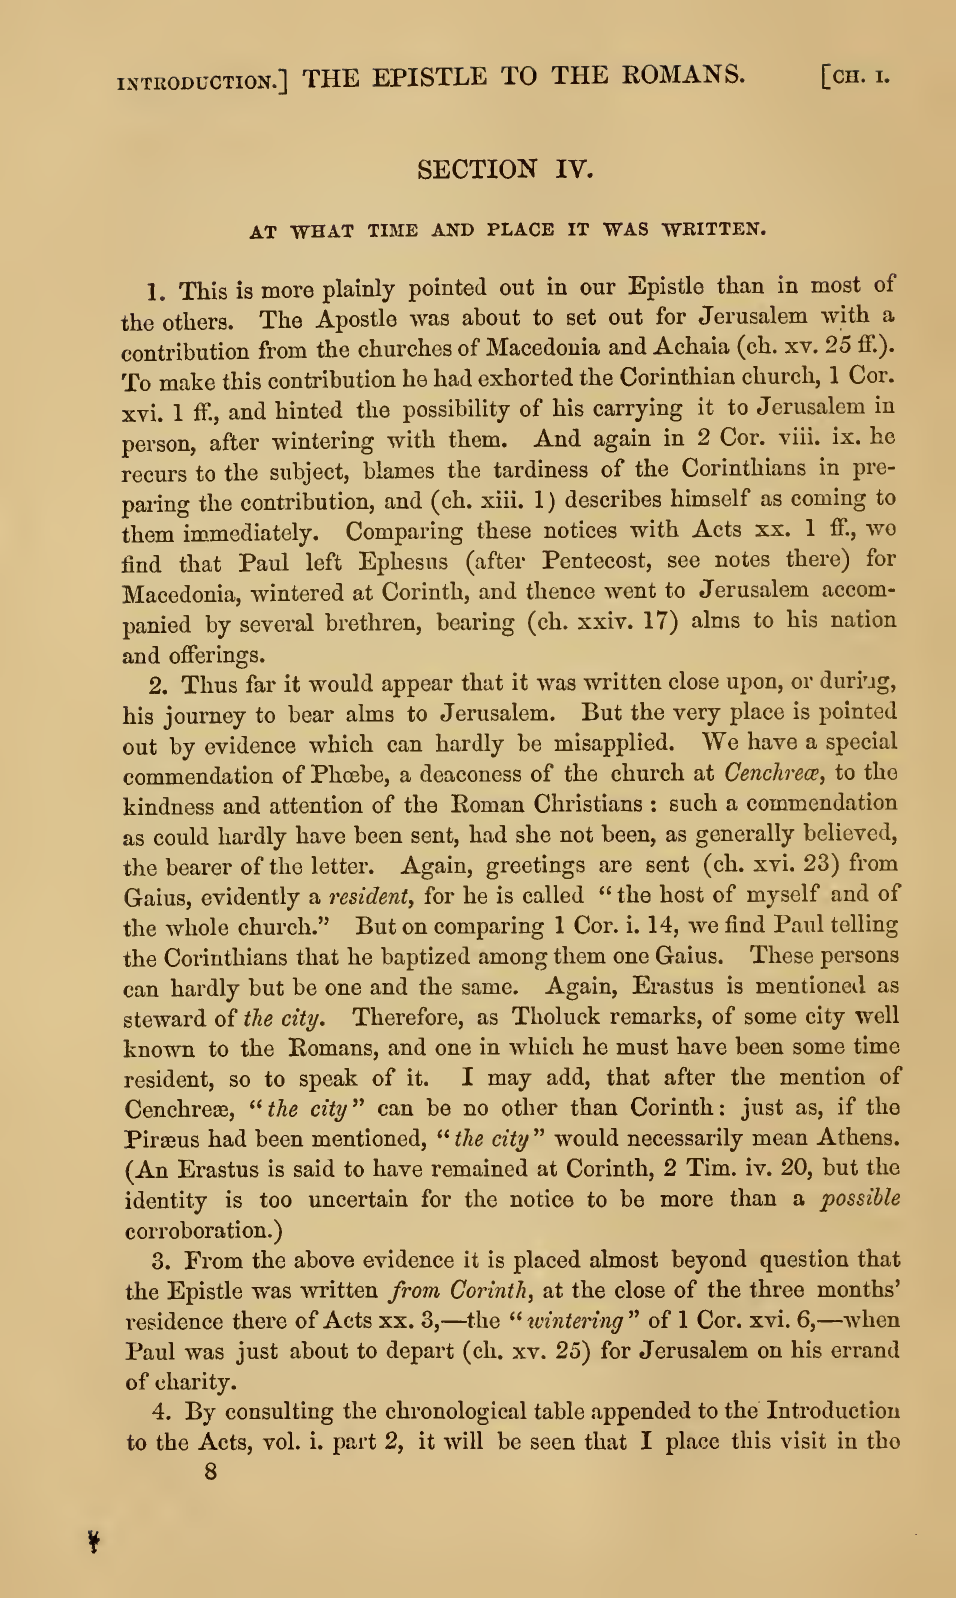 INTRODUCTION.] THE EPISTLE TO THE ROMANS. [CH. I.
SECTION IV.
AT WHAT TIME AND PLACE IT WAS WRITTEN.
1. This is more plainly pointed out in our Epistle than in most of
the others. The Apostle was about to set out for Jerusalem with a
contribution from the churches of Macedonia and Achaia (ch. xv. 25 ff.).
To make this contribution he had exhorted the Corinthian church, 1 Cor.
xvi. 1 ff., and hinted the possibility of his carrying it to Jerusalem in
person, after wintering with them. And again in 2 Cor. viii. ix. he
recurs to the subject, blames the tardiness of the Corinthians in pre-
paring the contribution, and (ch. xiii. 1) describes himself as coming to
them immediately. Comparing these notices with Acts xx. 1 ff., we
find that Paul left Ephesus (after Pentecost, see notes there) for
Macedonia, wintered at Corinth, and thence went to Jerusalem accom-
panied by several brethren, bearing (ch. xxiv. 17) alms to his nation
and offerings.
2. Thus far it would appear that it was written close upon, or during,
his journey to bear alms to Jerusalem. But the very place is pointed
out by evidence which can hardly be misapplied. We have a special
commendation of Phœbe, a deaconess of the church at Cenchreæ, to the
kindness and attention of the Roman Christians : such a commendation
as could hardly have been sent, had she not been, as generally believed,
the bearer of the letter. Again, greetings are sent (ch. xvi. 23) from
Gaius, evidently a resident, for he is called “the host of myself and of
the whole church.” But on comparing 1 Cor. i. 14, we find Paul telling
the Corinthians that he baptized among them one Gaius. These persons
can hardly but be one and the same. Again, Erastus is mentioned as
steward of the city. Therefore, as Tholuck remarks, of some city well
known to the Romans, and one in which he must have been some time
resident, so to speak of it. I may add, that after the mention of
Cenchreæ, “the city” can be no other than Corinth: just as, if the
Piræus had been mentioned, “the city” would necessarily mean Athens.
(An Erastus is said to have remained at Corinth, 2 Tim. iv. 20, but the
identity is too uncertain for the notice to be more than a possible
corroboration.)
3. From the above evidence it is placed almost beyond question that
the Epistle was written from Corinth, at the close of the three months’
residence there of Acts xx. 3,—the “wintering” of 1 Cor. xvi. 6,—when
Paul was just about to depart (ch. xv. 25) for Jerusalem on his errand
of charity.
4. By consulting the chronological table appended to the Introduction
to the Acts, vol. i. part 2, it will be seen that I place this visit in the
8